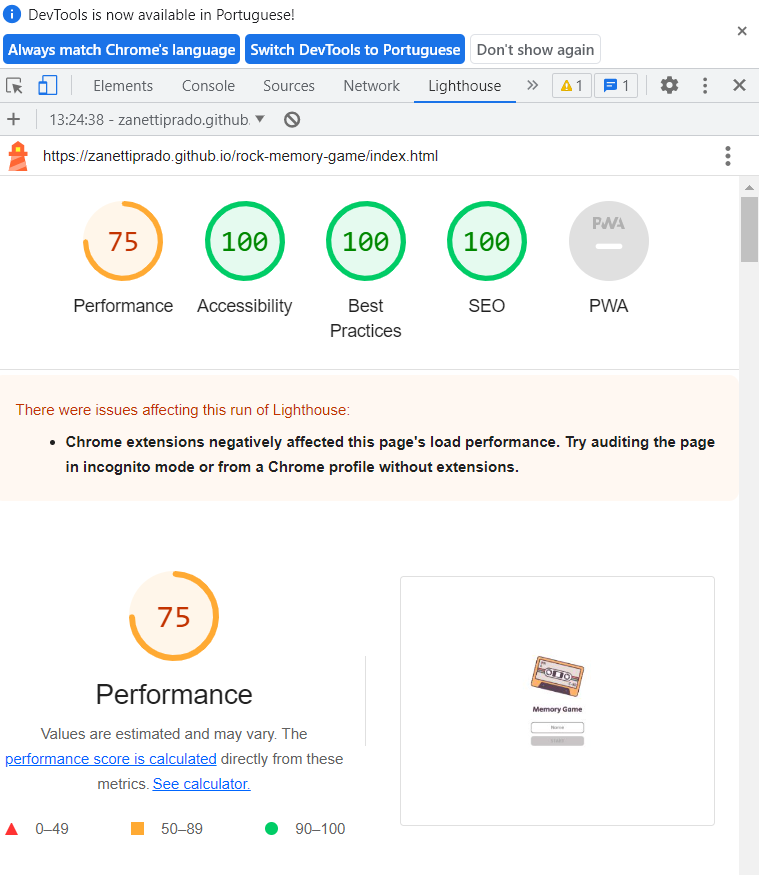 DevTools is now available in Portuguese!
Always match Chrome's language
Switch DevTools to Portuguese
Don't show again
Elements
Console
Sources
Network
Lighthouse
1
1
13:24:38 - zanettiprado.github.
https://zanettiprado.github.io/rock-memory-game/index.html
75
100
100
100
PWA
Performance
Accessibility
Best
Practices
SEO
PWA
There were issues affecting this run of Lighthouse:
Chrome extensions negatively affected this page's load performance. Try auditing the page
in incognito mode or from a Chrome profile without extensions.
75
Performance
Values are estimated and may vary. The
performance score is calculated directly from these
metrics. See calculator.
0–49
50–89
90–100
Memory Game
Name